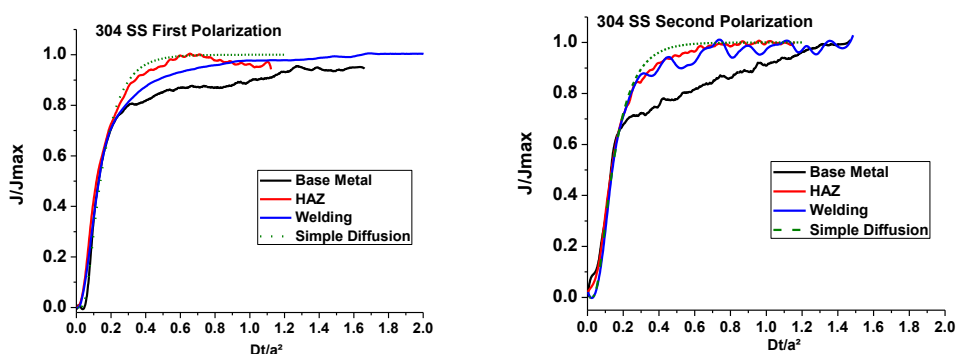 304 SS First Polarization
J/Jmax
1.0
0.8
0.6
0.4
0.2
0.0
Base Metal
HAZ
Welding
Simple Diffusion
0.0 0.2 0.4 0.6 0.8 1.0 1.2 1.4 1.6 1.8 2.0
Dt/a²
304 SS Second Polarization
J/Jmax
1.0
0.8
0.6
0.4
0.2
0.0
Base Metal
HAZ
Welding
Simple Diffusion
0.0 0.2 0.4 0.6 0.8 1.0 1.2 1.4 1.6 1.8 2.0
Dt/a²